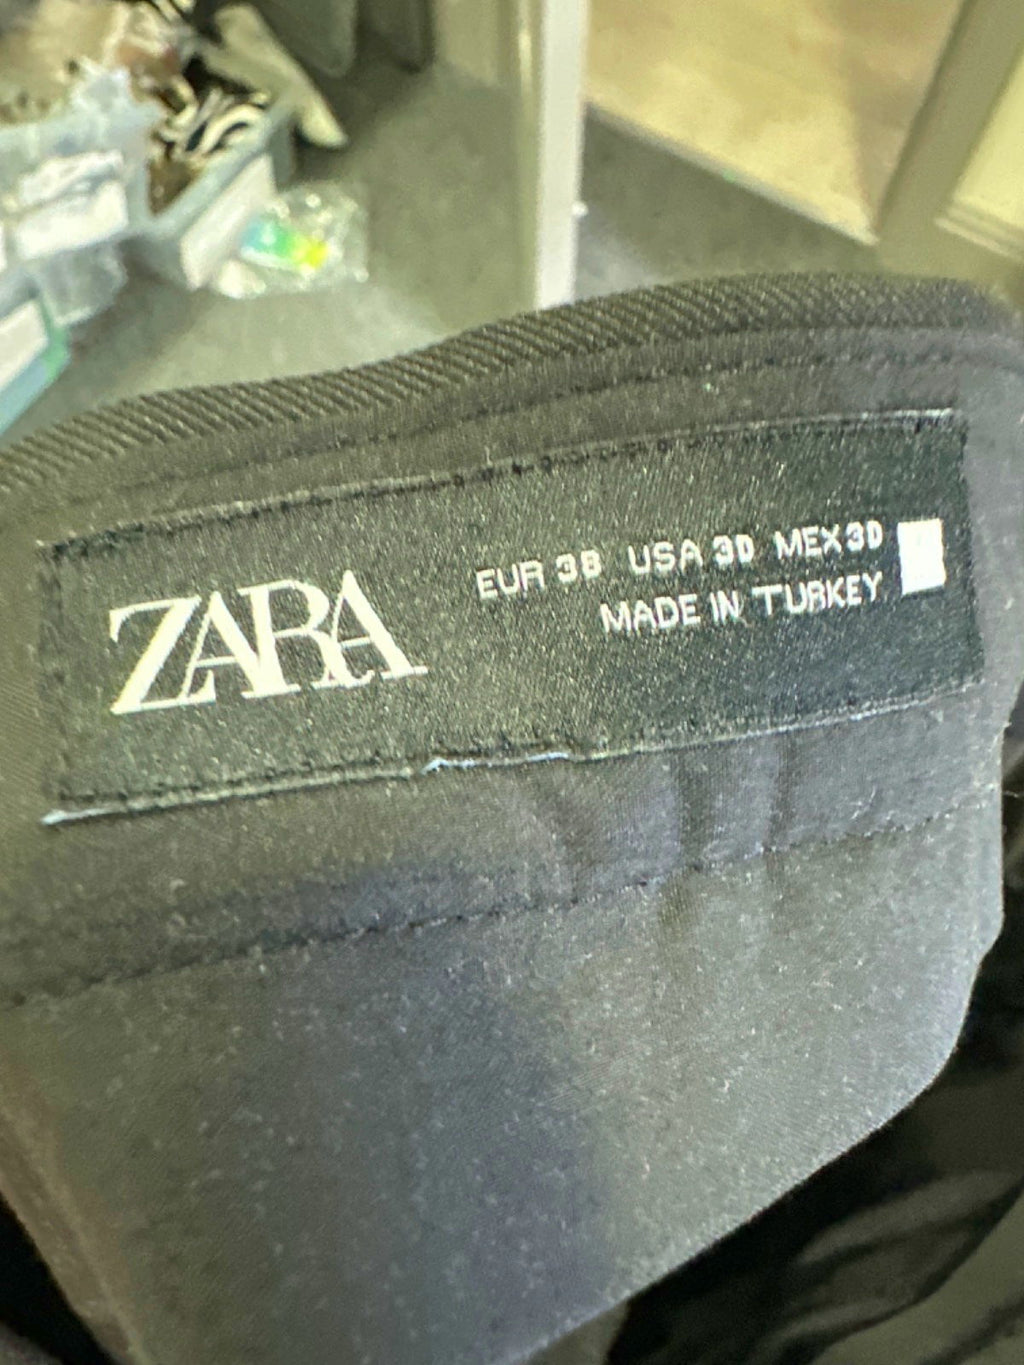 ZARA
EUR 38 USA 30 MEX 30
MADE IN TURKEY